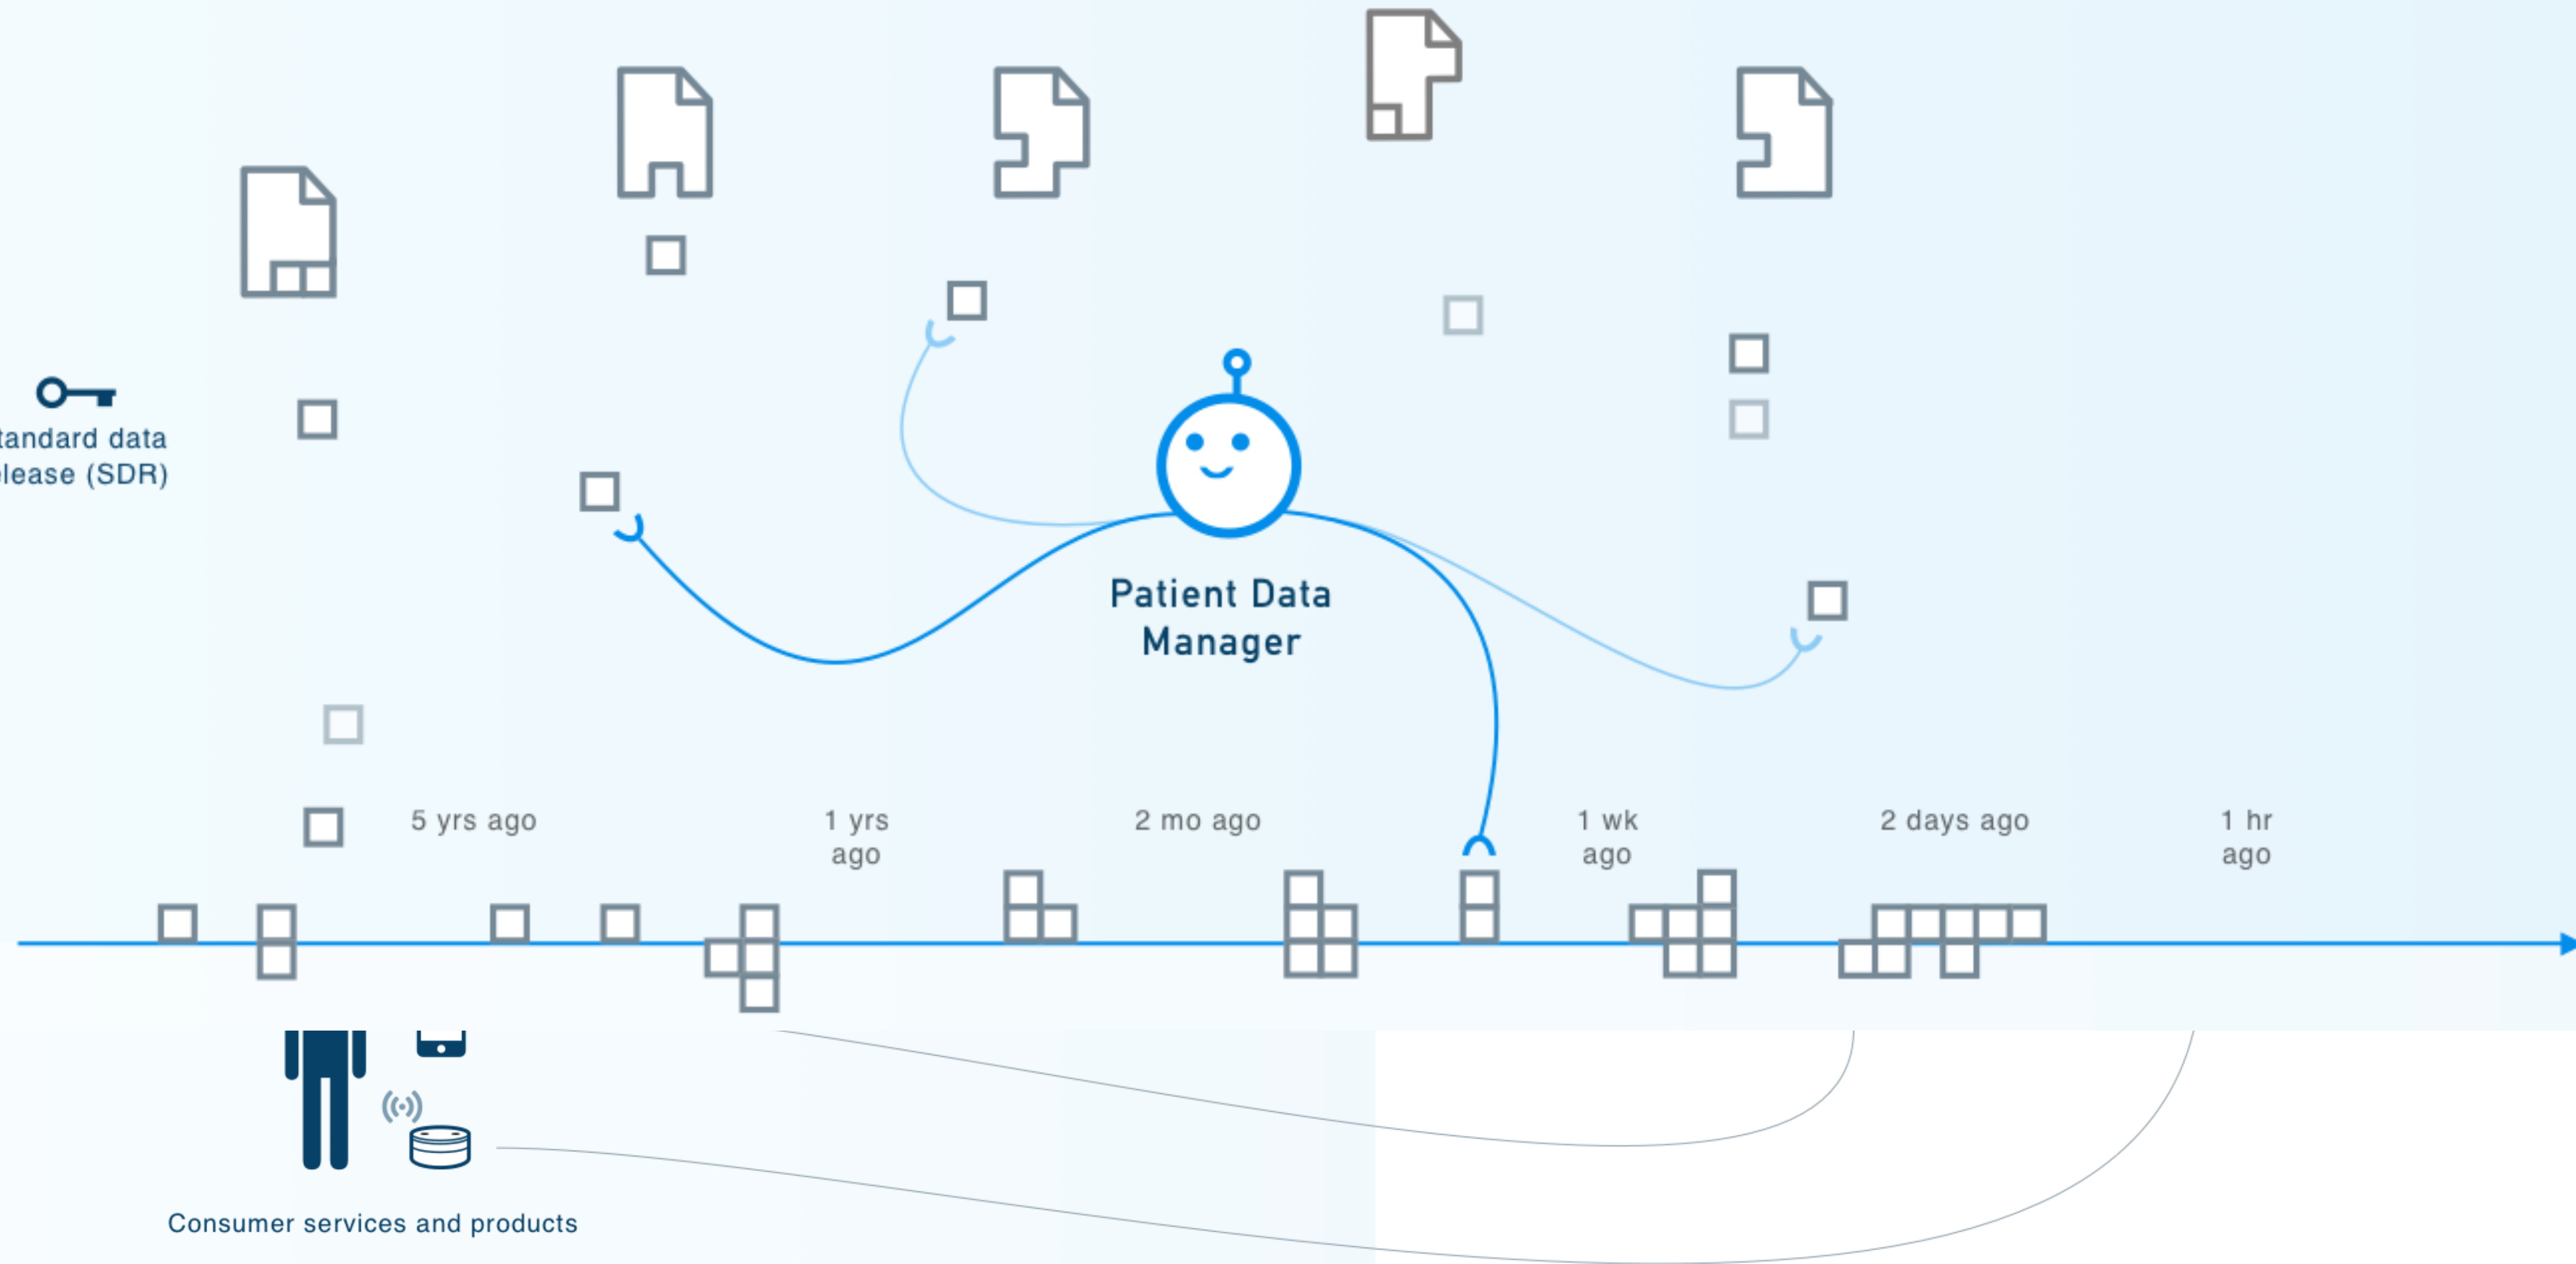 tandard data
elease (SDR)
Patient Data
Manager
5 yrs ago
1 yrs
ago
2 mo ago
1 wk
ago
2 days ago
1 hr
ago
Consumer services and products